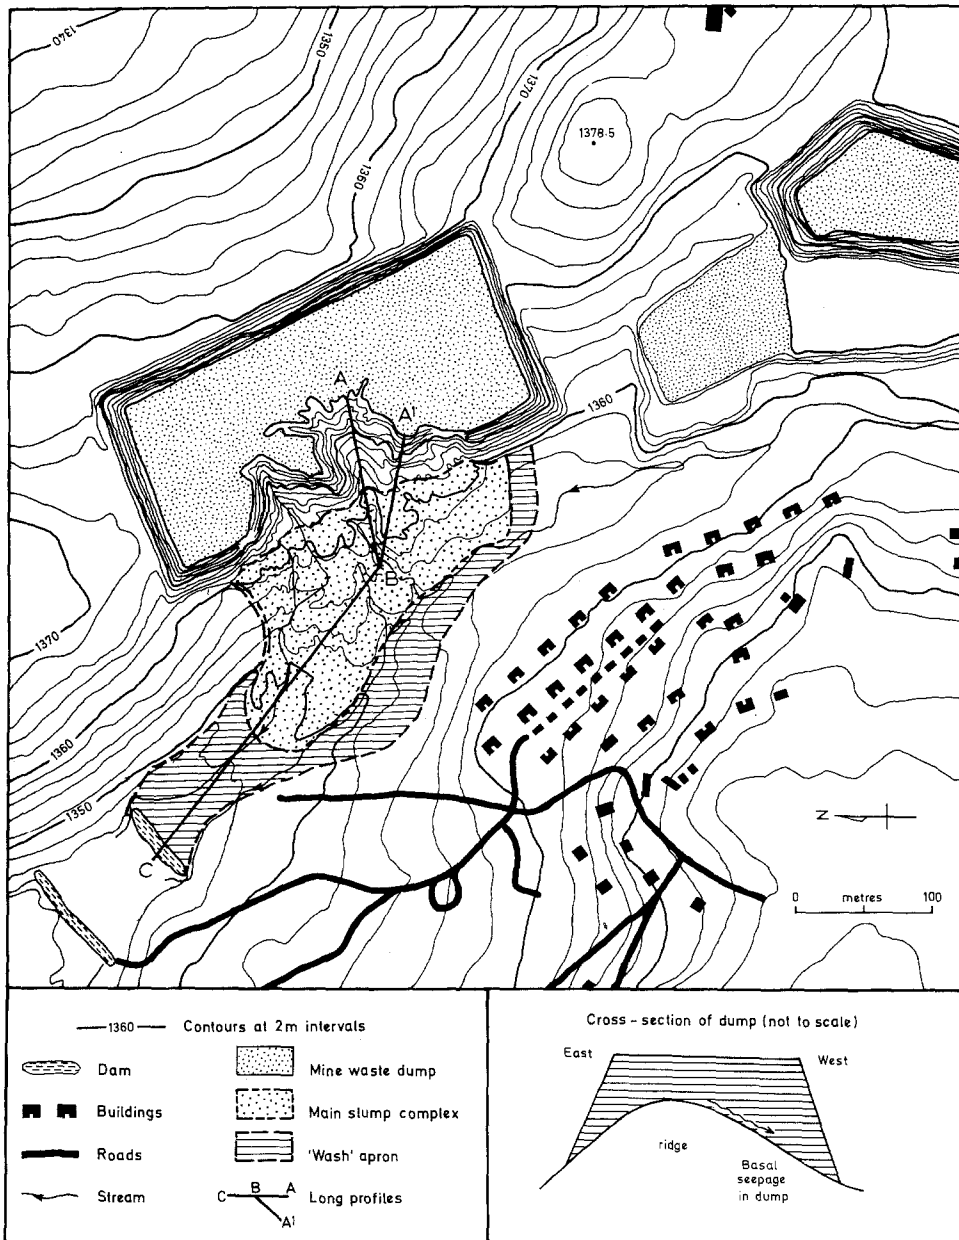 1340
1350
1370
1360
1378·5
A
A'
1360
B
1370
1360
1350
C
N
0 metres 100
—1360— Contours at 2m intervals
Dam
Buildings
Roads
Stream
Mine waste dump
Main slump complex
'Wash' apron
C B A A' Long profiles
Cross - section of dump (not to scale)
East
West
ridge
Basal
seepage
in dump